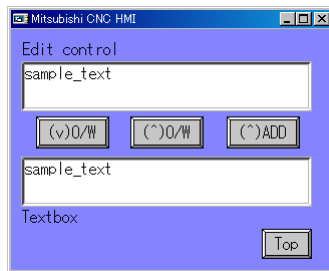 Mitsubishi CNC HMI
Edit control
sample_text
(v)O/W (^)O/W (^)ADD
sample_text
Textbox
Top